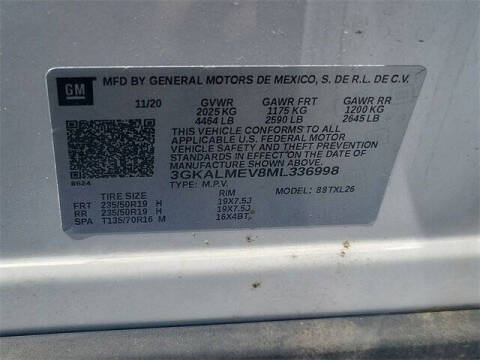 GM MFD BY GENERAL MOTORS DE MEXICO, S. DE R.L. DE C.V.
11/20 GVWR GAWR FRT GAWR RR
2025 KG 1175 KG 1200 KG
4464 LB 2590 LB 2645 LB
THIS VEHICLE CONFORMS TO ALL
APPLICABLE U.S. FEDERAL MOTOR
VEHICLE SAFETY AND THEFT PREVENTION
STANDARDS IN EFFECT ON THE DATE OF
MANUFACTURE SHOWN ABOVE.
3GKALMEV8ML336998
8624 TYPE: M.P.V. MODEL: 88TXL26
TIRE SIZE RIM
FRT 235/50R19 H 19X7.5J
RR 235/50R19 H 19X7.5J
SPA T135/70R16 M 16X4BT